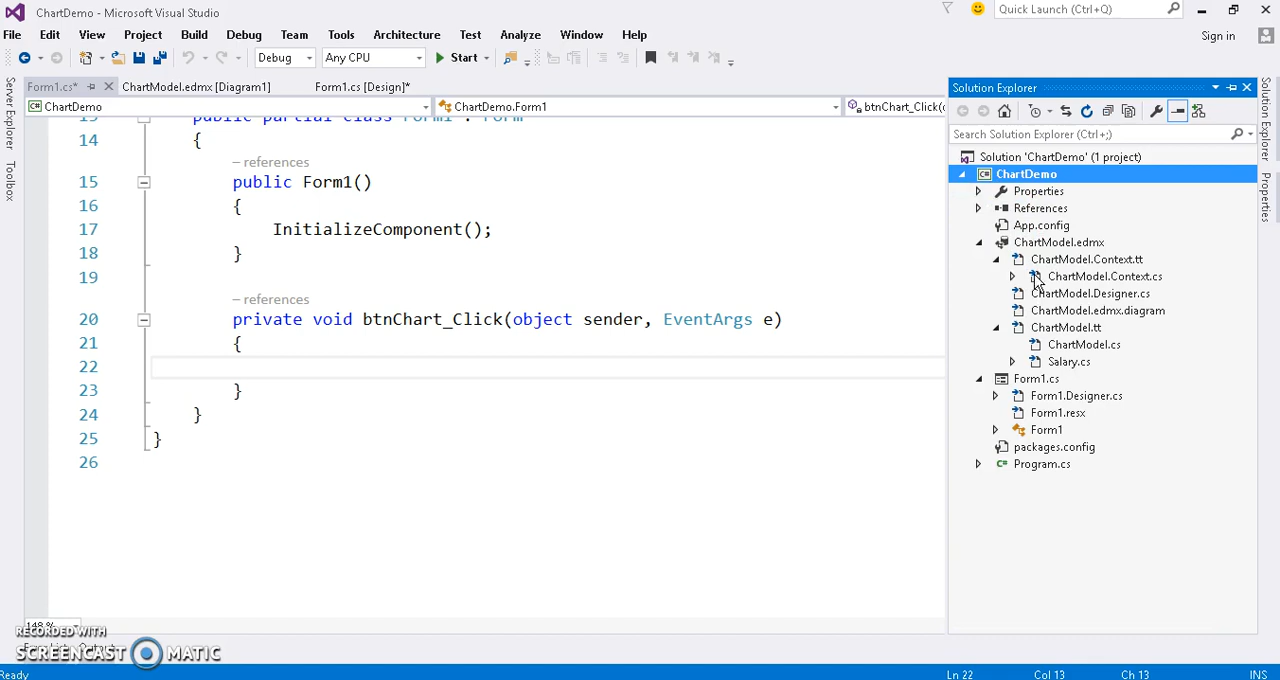 ChartDemo - Microsoft Visual Studio
Quick Launch (Ctrl+Q)
File Edit View Project Build Debug Team Tools Architecture Test Analyze Window Help
Sign in
Debug Any CPU Start
Form1.cs* ChartModel.edmx [Diagram1] Form1.cs [Design]*
ChartDemo ChartDemo.Form1 btnChart_Click(
public partial class Form1 : Form
14 {
– references
15 public Form1()
16 {
17 InitializeComponent();
18 }
19
– references
20 private void btnChart_Click(object sender, EventArgs e)
21 {
22
23 }
24 }
25 }
26
148 %
Server Explorer
Toolbox
Solution Explorer
Search Solution Explorer (Ctrl+;)
Solution 'ChartDemo' (1 project)
ChartDemo
Properties
References
App.config
ChartModel.edmx
ChartModel.Context.tt
ChartModel.Context.cs
ChartModel.Designer.cs
ChartModel.edmx.diagram
ChartModel.tt
ChartModel.cs
Salary.cs
Form1.cs
Form1.Designer.cs
Form1.resx
Form1
packages.config
Program.cs
Solution Explorer
Properties
RECORDED WITH
SCREENCAST MATIC
Ready Ln 22 Col 13 Ch 13 INS